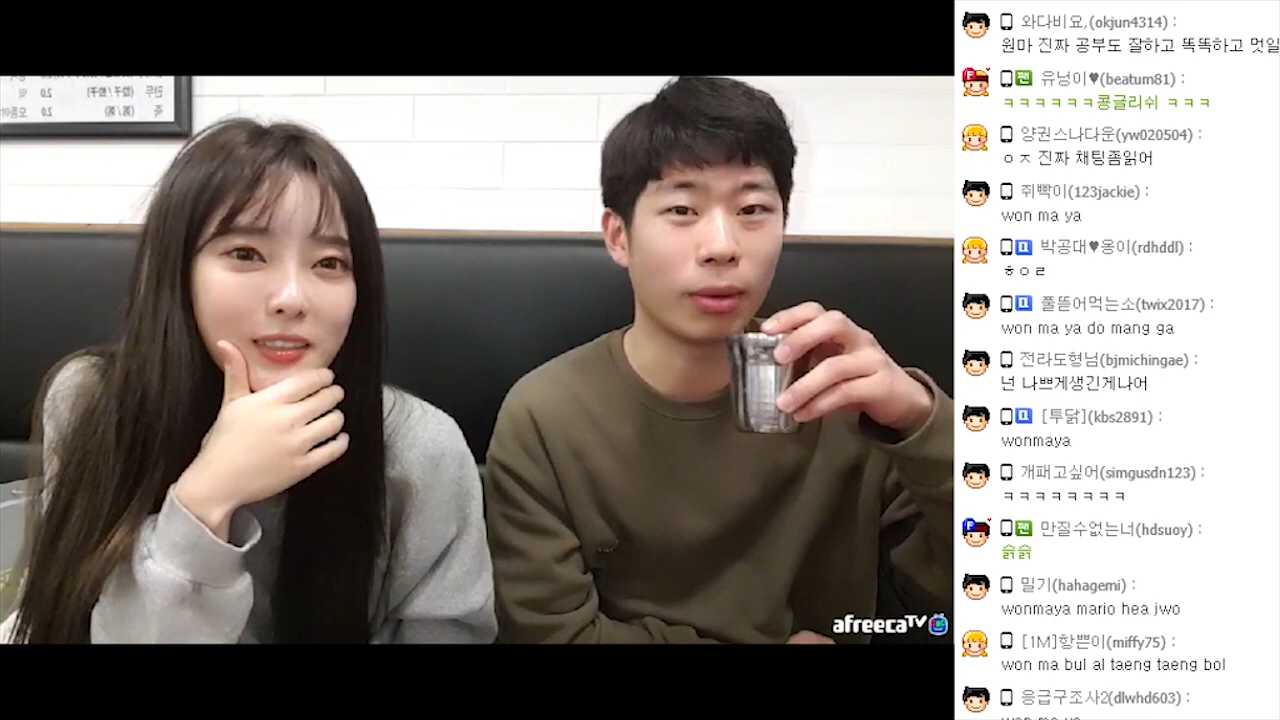 와다비요,(okjun4314) :
원마 진짜 공부도 잘하고 똑똑하고 멋일
팬 유넝이♥(beatum81) :
ㅋㅋㅋㅋㅋㅋ콩글리쉬 ㅋㅋㅋ
양권스나다운(yw020504) :
ㅇㅈ 진짜 채팅좀읽어
쥐빡이(123jackie) :
won ma ya
박공대♥옹이(rdhddl) :
ㅎㅇㄹ
풀뜯어먹는소(twix2017) :
won ma ya do mang ga
전라도형님(bjmichingae) :
넌 나쁘게생긴게나어
[투닭](kbs2891) :
wonmaya
개패고싶어(simgusdn123) :
ㅋㅋㅋㅋㅋㅋㅋㅋ
팬 만질수없는너(hdsuoy) :
슭슭
밀기(hahagemi) :
wonmaya mario hea jwo
[1M]항쁜이(miffy75) :
won ma bul al taeng taeng bol
응급구조사2(dlwhd603) :
afreecaTV